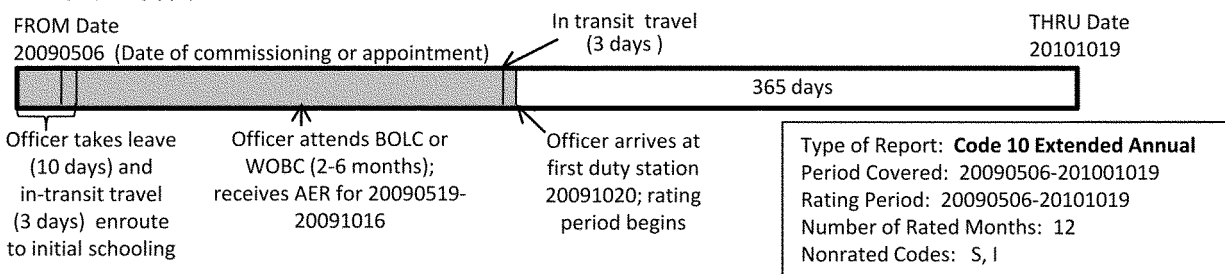 FROM Date
20090506 (Date of commissioning or appointment)
In transit travel
(3 days )
THRU Date
20101019
365 days
Officer takes leave
(10 days) and
in-transit travel
(3 days) enroute
to initial schooling
Officer attends BOLC or
WOBC (2-6 months);
receives AER for 20090519-
20091016
Officer arrives at
first duty station
20091020; rating
period begins
Type of Report: Code 10 Extended Annual
Period Covered: 20090506-201001019
Rating Period: 20090506-20101019
Number of Rated Months: 12
Nonrated Codes: S, I